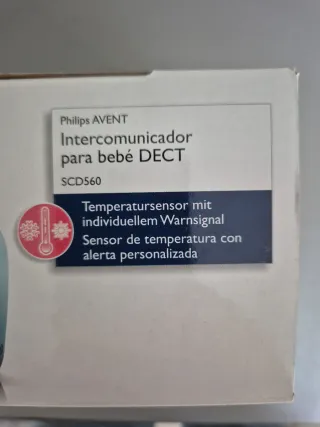 Philips AVENT
Intercomunicador
para bebé DECT
SCD560
Temperatursensor mit
individuellem Warnsignal
Sensor de temperatura con
alerta personalizada